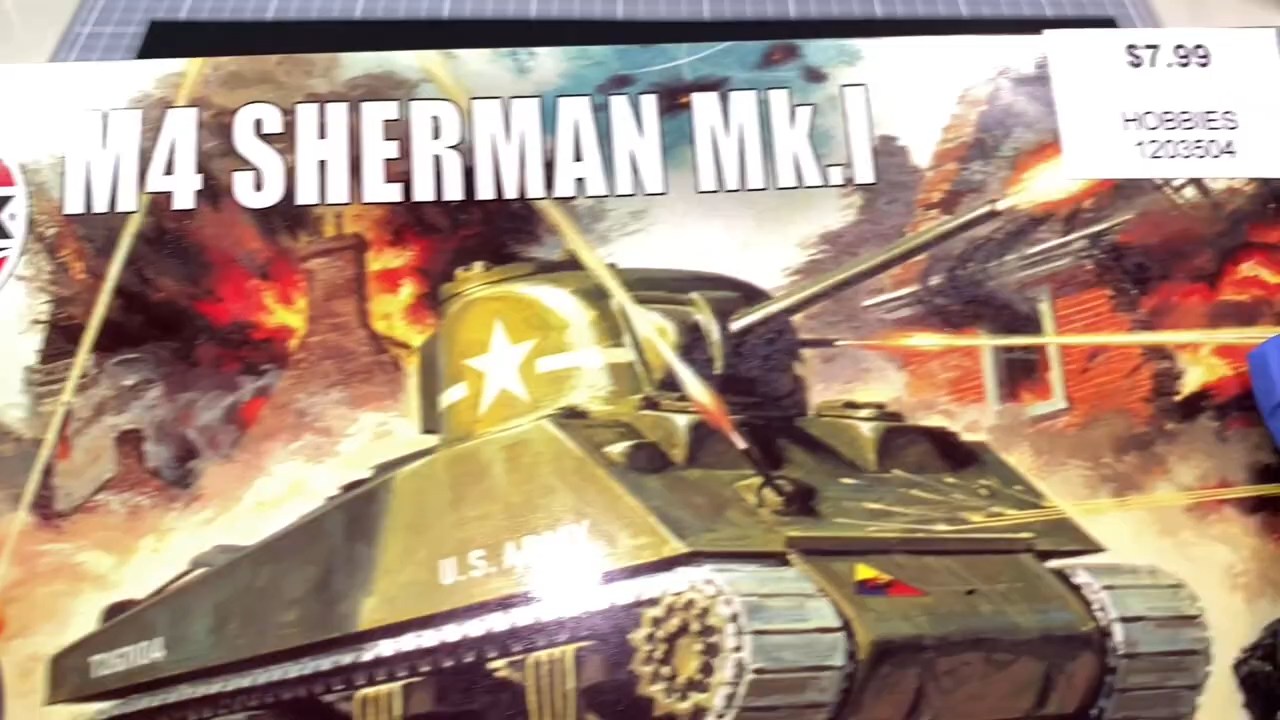 M4 SHERMAN Mk.I
$7.99
HOBBIES
1203504
U.S. ARMY